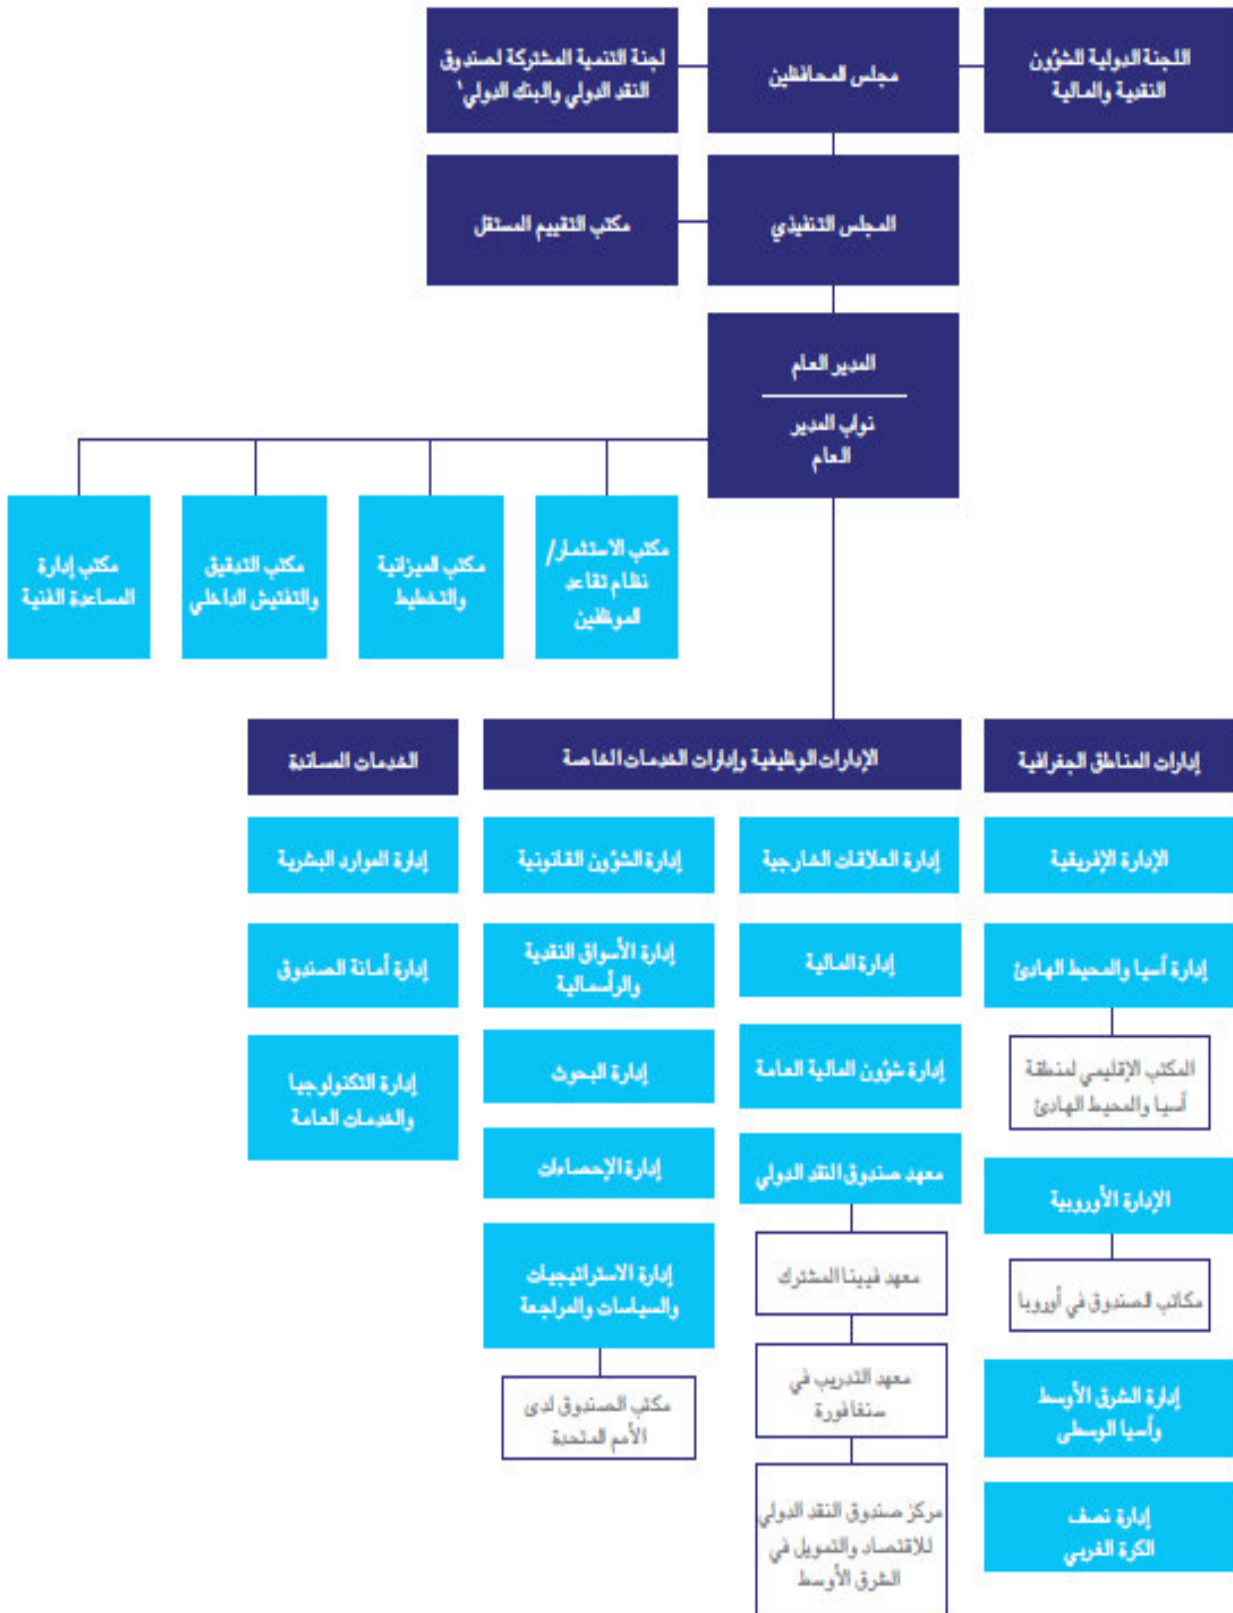 اللجنة الدولية للشؤون
النقدية والمالية
مجلس المحافظين
لجنة التنمية المشتركة لصندوق
النقد الدولي والبنك الدولي¹
المجلس التنفيذي
مكتب التقييم المستقل
المدير العام
نواب المدير
العام
مكتب الاستثمار/
نظام تقاعد
الموظفين
مكتب الميزانية
والتخطيط
مكتب التدقيق
والتفتيش الداخلي
مكتب إدارة
المساعدة الفنية
إدارات المناطق الجغرافية
الإدارة الإفريقية
إدارة آسيا والمحيط الهادئ
المكتب الإقليمي لمنطقة
آسيا والمحيط الهادئ
الإدارة الأوروبية
مكاتب الصندوق في أوروبا
إدارة الشرق الأوسط
وآسيا الوسطى
إدارة نصف
الكرة الغربي
الإدارات الوظيفية وإدارات الخدمات الخاصة
إدارة العلاقات الخارجية
إدارة المالية
إدارة شؤون المالية العامة
معهد صندوق النقد الدولي
معهد فيينا المشترك
معهد التدريب في
سنغافورة
مركز صندوق النقد الدولي
للاقتصاد والتمويل في
الشرق الأوسط
إدارة الشؤون القانونية
إدارة الأسواق النقدية
والرأسمالية
إدارة البحوث
إدارة الإحصاءات
إدارة الاستراتيجيات
والسياسات والمراجعة
مكتب الصندوق لدى
الأمم المتحدة
الخدمات المساندة
إدارة الموارد البشرية
إدارة أمانة الصندوق
إدارة التكنولوجيا
والخدمات العامة